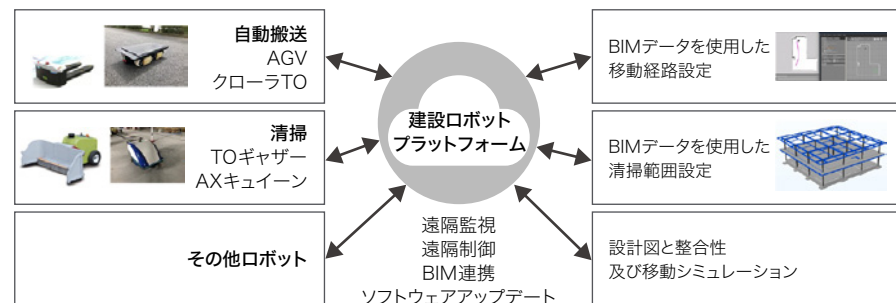 自動搬送
AGV
クローラTO
清掃
TOギャザー
AXキュイーン
その他ロボット
建設ロボット
プラットフォーム
遠隔監視
遠隔制御
BIM連携
ソフトウェアアップデート
BIMデータを使用した
移動経路設定
BIMデータを使用した
清掃範囲設定
設計図と整合性
及び移動シミュレーション